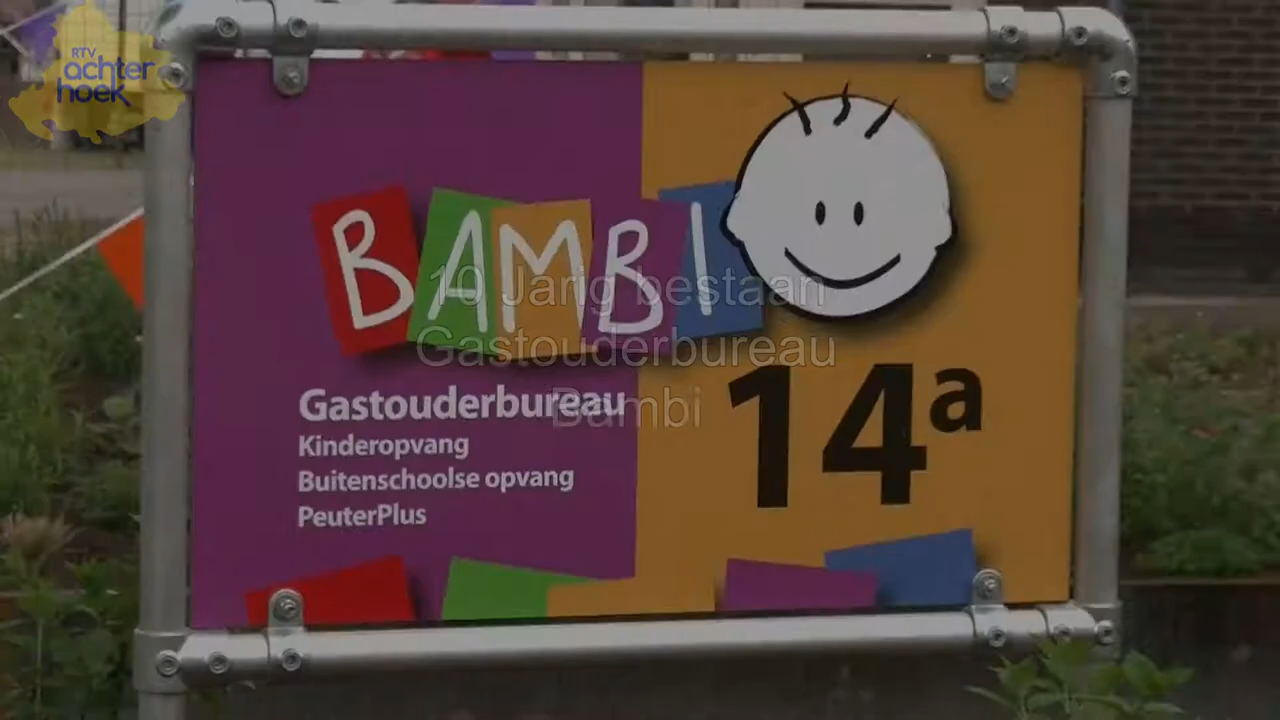 RTV
achter
hoek
BAMBI
10 Jarig bestaan
Gastouderbureau
Bambi
Gastouderbureau
Kinderopvang
Buitenschoolse opvang
PeuterPlus
14a